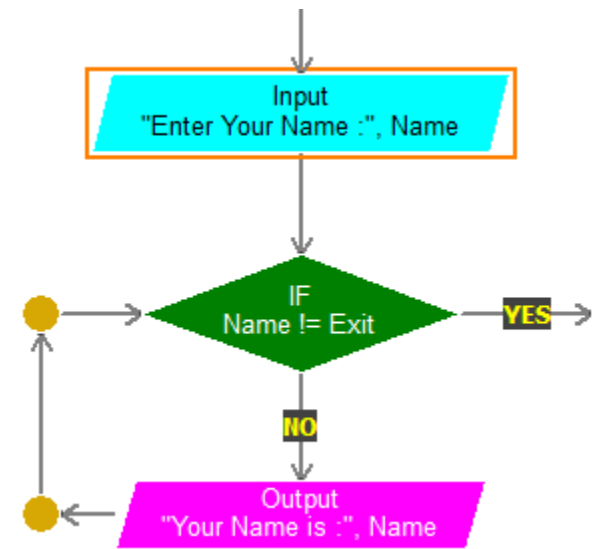 Input
"Enter Your Name :", Name
IF
Name != Exit
YES
NO
Output
"Your Name is :", Name